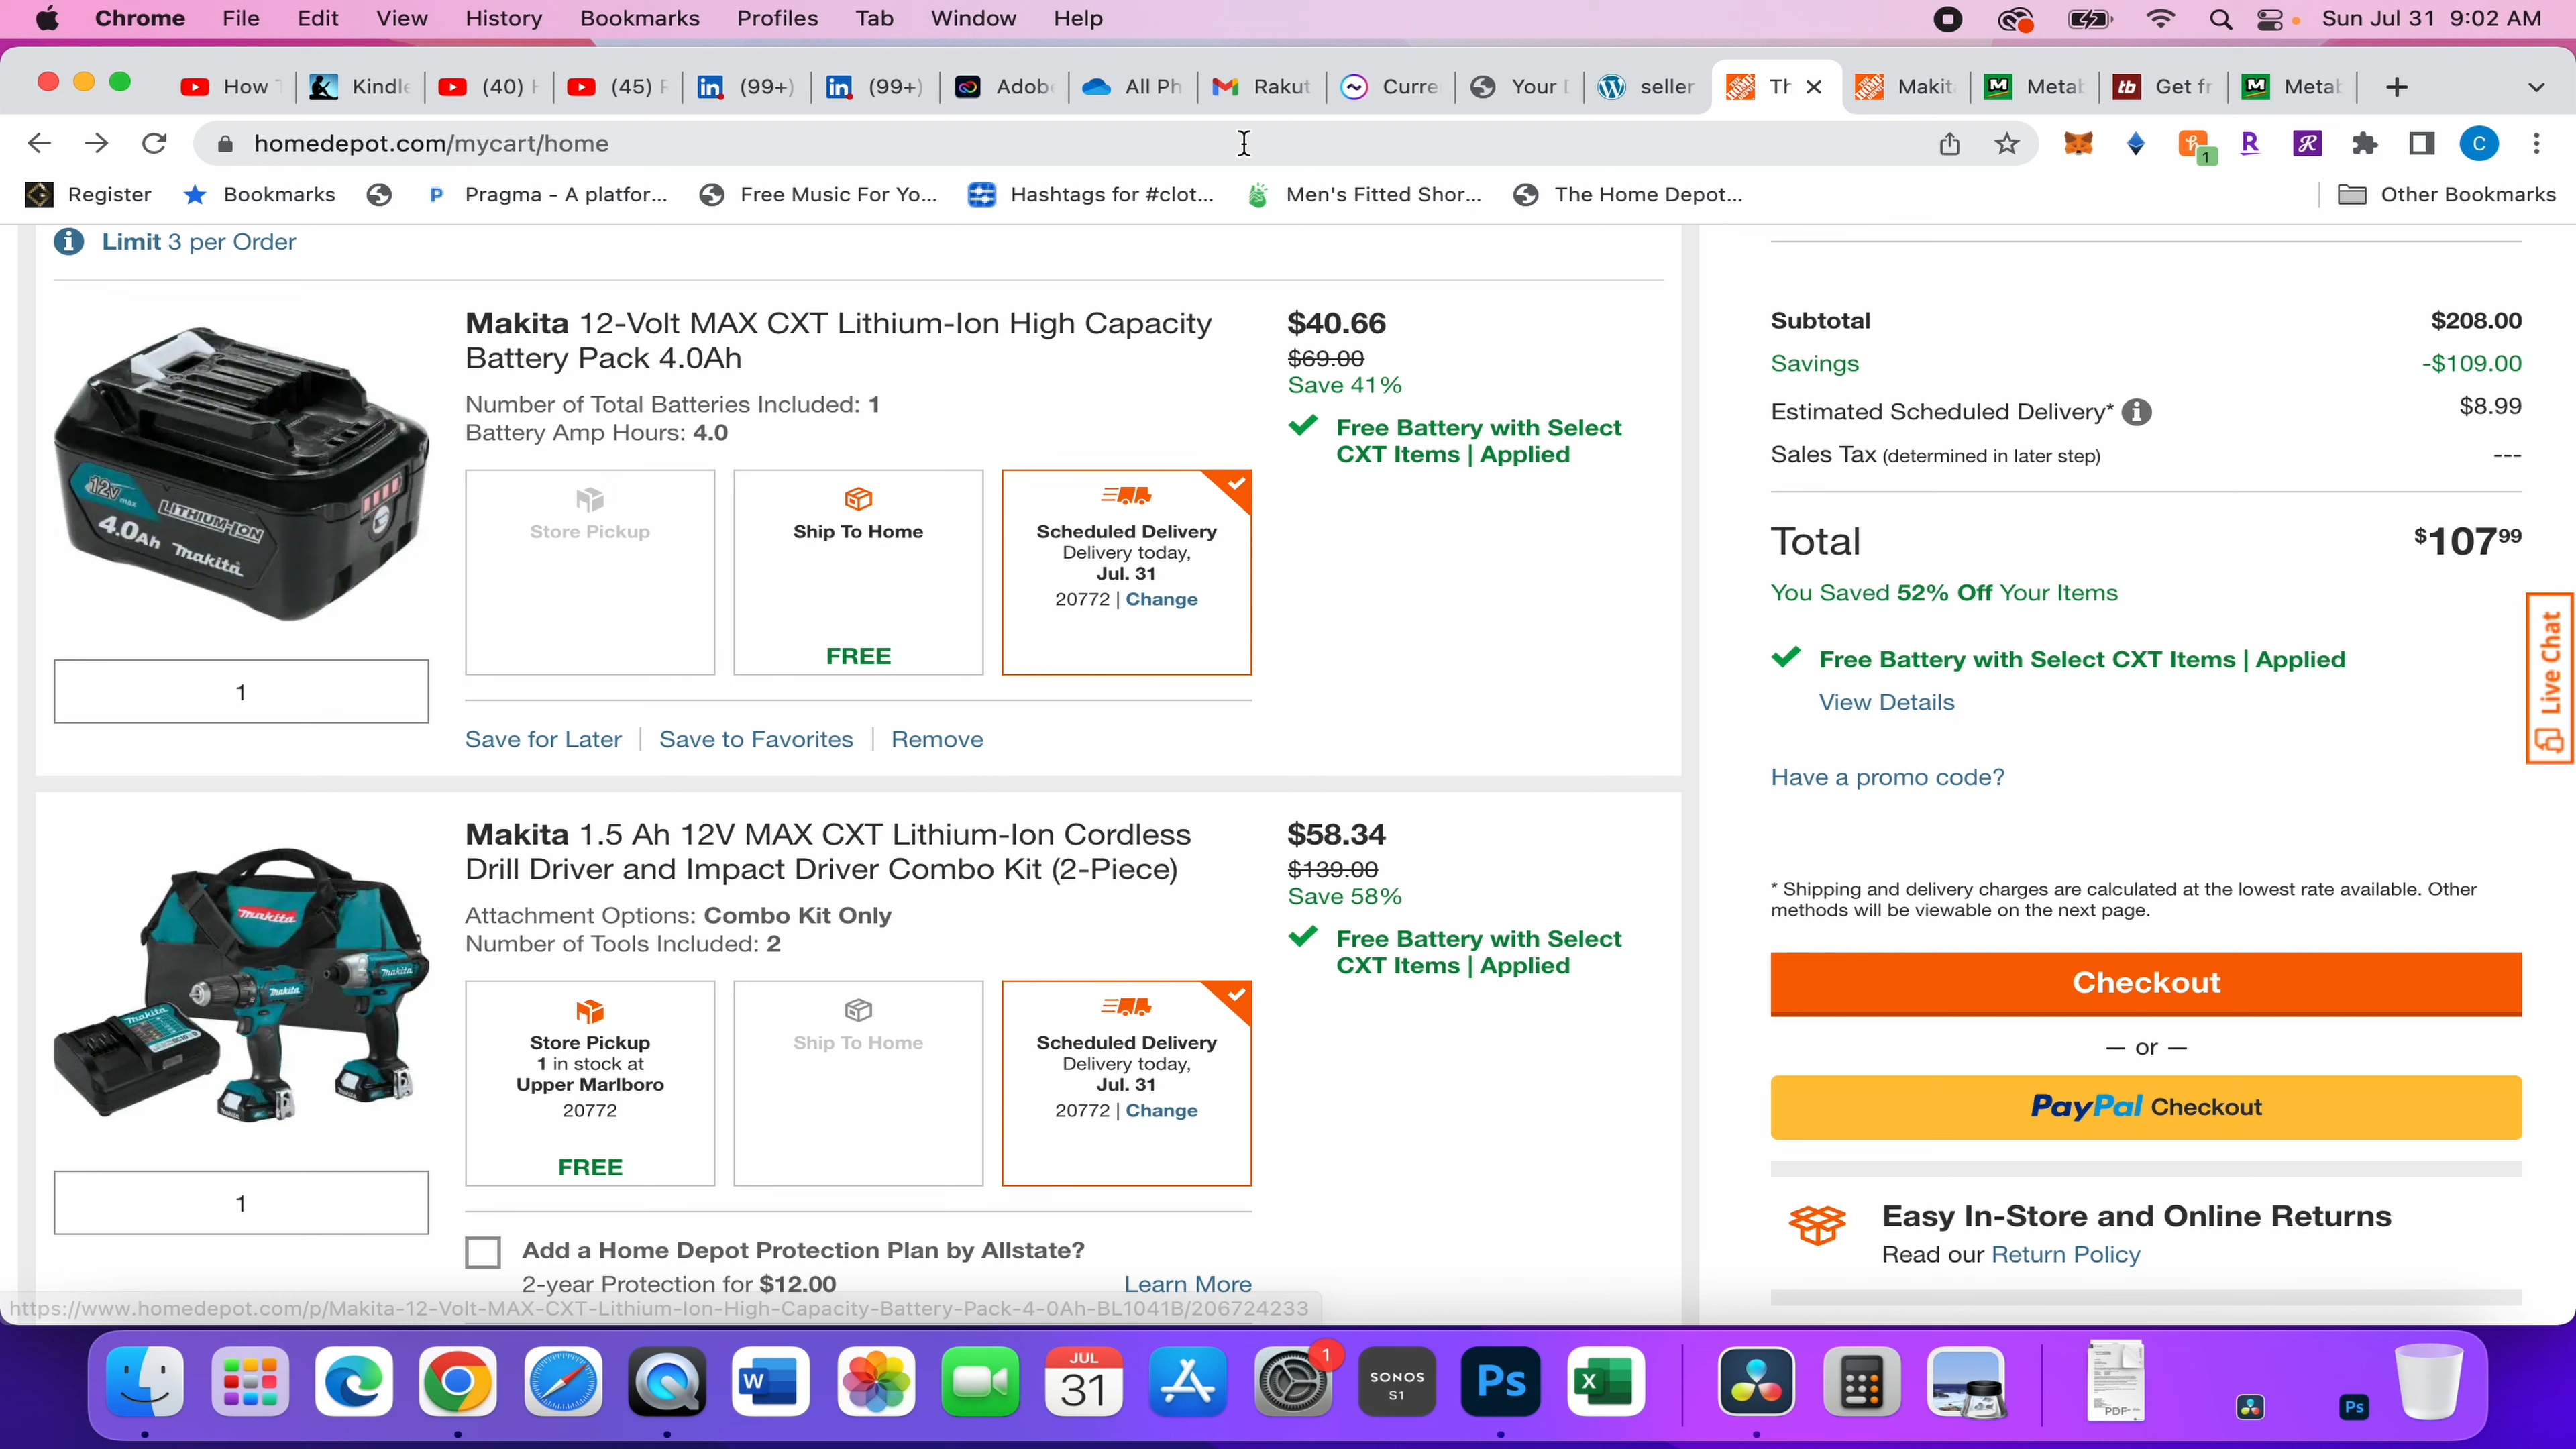 Chrome File Edit View History Bookmarks Profiles Tab Window Help Sun Jul 31 9:02 AM
How Kindle (40) (45) (99+) (99+) Adobe All Ph Rakut Curre Your seller Th Makit Metab Get fr Metab
homedepot.com/mycart/home
Register Bookmarks Pragma - A platfor... Free Music For Yo... Hashtags for #clot... Men's Fitted Shor... The Home Depot... Other Bookmarks
Limit 3 per Order
Makita 12-Volt MAX CXT Lithium-Ion High Capacity
Battery Pack 4.0Ah
Number of Total Batteries Included: 1
Battery Amp Hours: 4.0
$40.66
$69.00
Save 41%
Free Battery with Select
CXT Items | Applied
12V max LITHIUM-ION
4.0Ah Makita
Store Pickup
Ship To Home
FREE
Scheduled Delivery
Delivery today,
Jul. 31
20772 | Change
1
Save for Later Save to Favorites Remove
Makita 1.5 Ah 12V MAX CXT Lithium-Ion Cordless
Drill Driver and Impact Driver Combo Kit (2-Piece)
Attachment Options: Combo Kit Only
Number of Tools Included: 2
$58.34
$139.00
Save 58%
Free Battery with Select
CXT Items | Applied
makita
makita
makita
makita
Store Pickup
1 in stock at
Upper Marlboro
20772
FREE
Ship To Home
Scheduled Delivery
Delivery today,
Jul. 31
20772 | Change
1
Add a Home Depot Protection Plan by Allstate?
2-year Protection for $12.00 Learn More
https://www.homedepot.com/p/Makita-12-Volt-MAX-CXT-Lithium-Ion-High-Capacity-Battery-Pack-4-0Ah-BL1041B/206724233
Subtotal $208.00
Savings -$109.00
Estimated Scheduled Delivery* $8.99
Sales Tax (determined in later step) ---
Total $107.99
You Saved 52% Off Your Items
Free Battery with Select CXT Items | Applied
View Details
Have a promo code?
* Shipping and delivery charges are calculated at the lowest rate available. Other
methods will be viewable on the next page.
Checkout
— or —
PayPal Checkout
Easy In-Store and Online Returns
Read our Return Policy
Live Chat
JUL
31
1
SONOS
S1
Ps
PDF
Ps